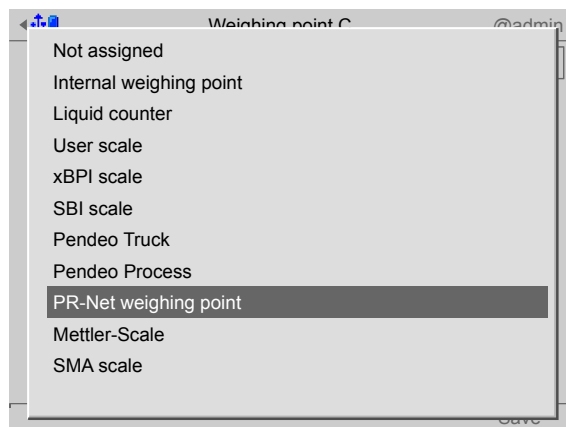 Weighing point C @admin
Not assigned
Internal weighing point
Liquid counter
User scale
xBPI scale
SBI scale
Pendeo Truck
Pendeo Process
PR-Net weighing point
Mettler-Scale
SMA scale
Save